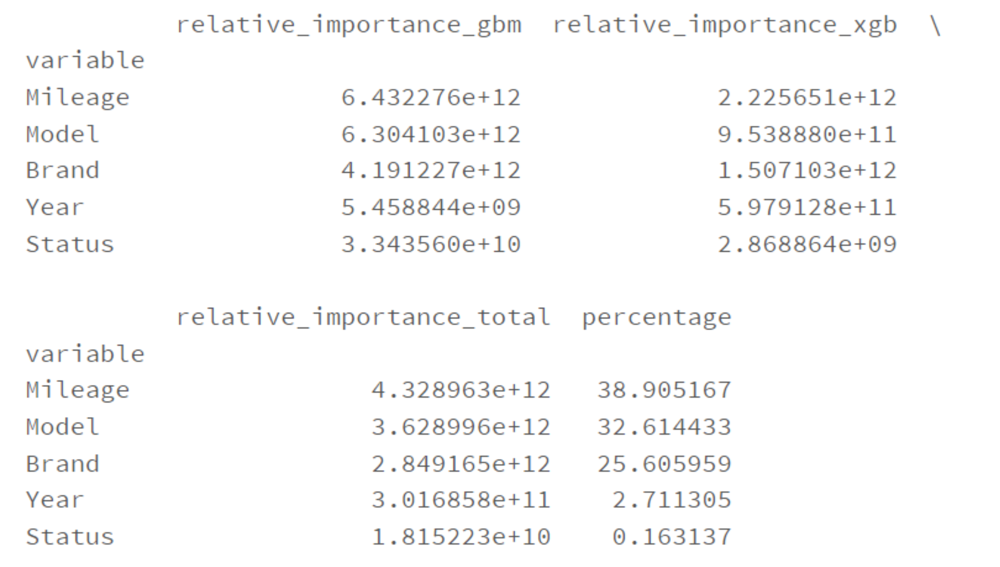 relative_importance_gbm relative_importance_xgb \
variable
Mileage 6.432276e+12 2.225651e+12
Model 6.304103e+12 9.538880e+11
Brand 4.191227e+12 1.507103e+12
Year 5.458844e+09 5.979128e+11
Status 3.343560e+10 2.868864e+09
relative_importance_total percentage
variable
Mileage 4.328963e+12 38.905167
Model 3.628996e+12 32.614433
Brand 2.849165e+12 25.605959
Year 3.016858e+11 2.711305
Status 1.815223e+10 0.163137